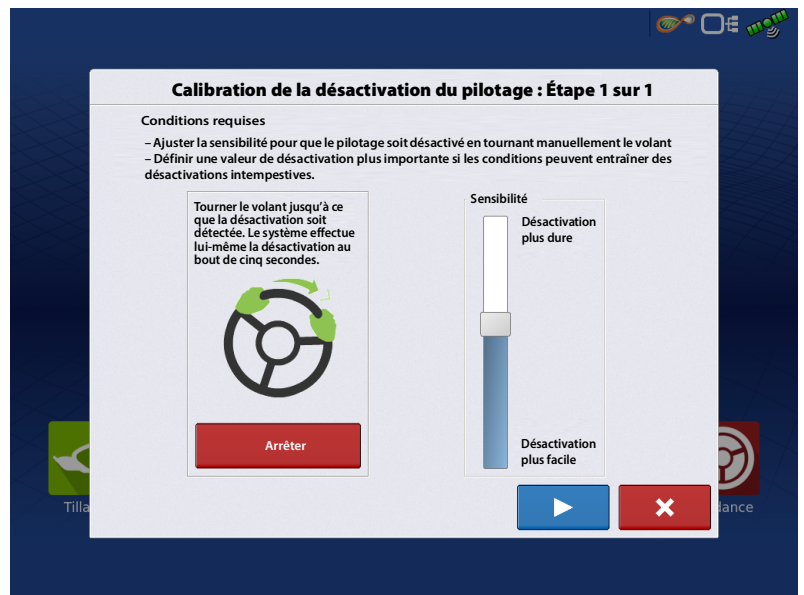 Calibration de la désactivation du pilotage : Étape 1 sur 1
Conditions requises
– Ajuster la sensibilité pour que le pilotage soit désactivé en tournant manuellement le volant
– Définir une valeur de désactivation plus importante si les conditions peuvent entraîner des
désactivations intempestives.
Tourner le volant jusqu'à ce
que la désactivation soit
détectée. Le système effectue
lui-même la désactivation au
bout de cinq secondes.
Arrêter
Sensibilité
Désactivation
plus dure
Désactivation
plus facile
Tilla
dance